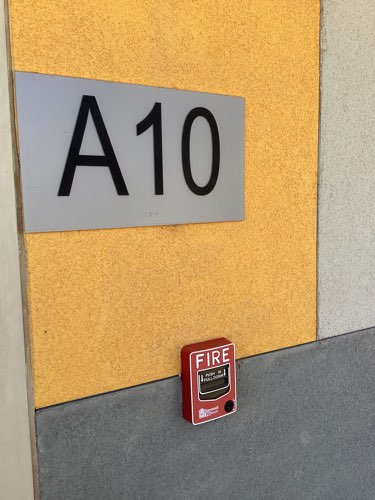 A10
FIRE
PUSH IN
PULL DOWN